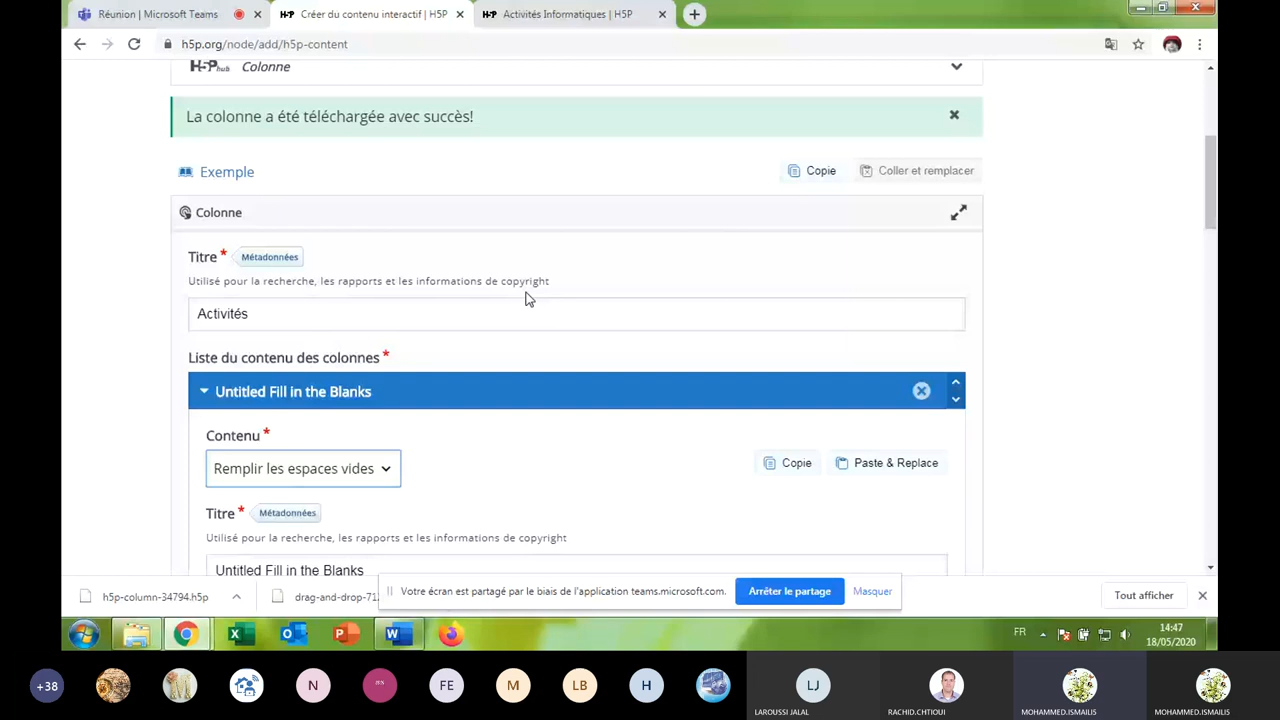 Réunion | Microsoft Teams
Créer du contenu interactif | H5P
Activités Informatiques | H5P
h5p.org/node/add/h5p-content
H5P hub Colonne
La colonne a été téléchargée avec succès!
Exemple
Copie
Coller et remplacer
Colonne
Titre * Métadonnées
Utilisé pour la recherche, les rapports et les informations de copyright
Activités
Liste du contenu des colonnes *
Untitled Fill in the Blanks
Contenu *
Remplir les espaces vides
Copie
Paste & Replace
Titre * Métadonnées
Utilisé pour la recherche, les rapports et les informations de copyright
Untitled Fill in the Blanks
h5p-column-34794.h5p
drag-and-drop-71
Votre écran est partagé par le biais de l'application teams.microsoft.com.
Arrêter le partage
Masquer
Tout afficher
FR
14:47
18/05/2020
+38
N
FE
M
LB
H
LJ
LAROUSSI JALAL
RACHID.CHTIOUI
MOHAMMED.ISMAILIS
MOHAMMED.ISMAILIS